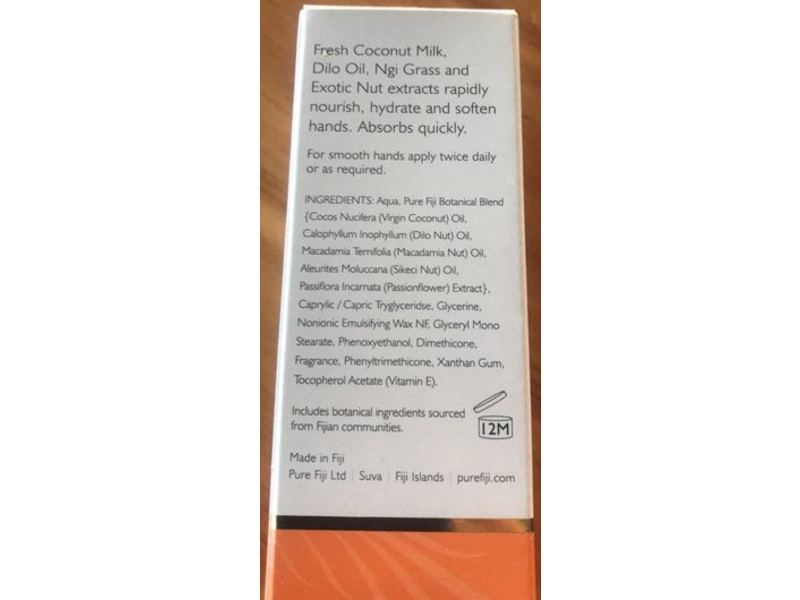 Fresh Coconut Milk,
Dilo Oil, Ngi Grass and
Exotic Nut extracts rapidly
nourish, hydrate and soften
hands. Absorbs quickly.
For smooth hands apply twice daily
or as required.
INGREDIENTS: Aqua, Pure Fiji Botanical Blend
{Cocos Nucifera (Virgin Coconut) Oil,
Calophyllum Inophyllum (Dilo Nut) Oil,
Macadamia Ternifolia (Macadamia Nut) Oil,
Aleurites Moluccana (Sikeci Nut) Oil,
Passiflora Incarnata (Passionflower) Extract},
Caprylic / Capric Tryglyceridse, Glycerine,
Nonionic Emulsifying Wax NF, Glyceryl Mono
Stearate, Phenoxyethanol, Dimethicone,
Fragrance, Phenyltrimethicone, Xanthan Gum,
Tocopherol Acetate (Vitamin E).
Includes botanical ingredients sourced
from Fijian communities.
12M
Made in Fiji
Pure Fiji Ltd | Suva | Fiji Islands | purefiji.com